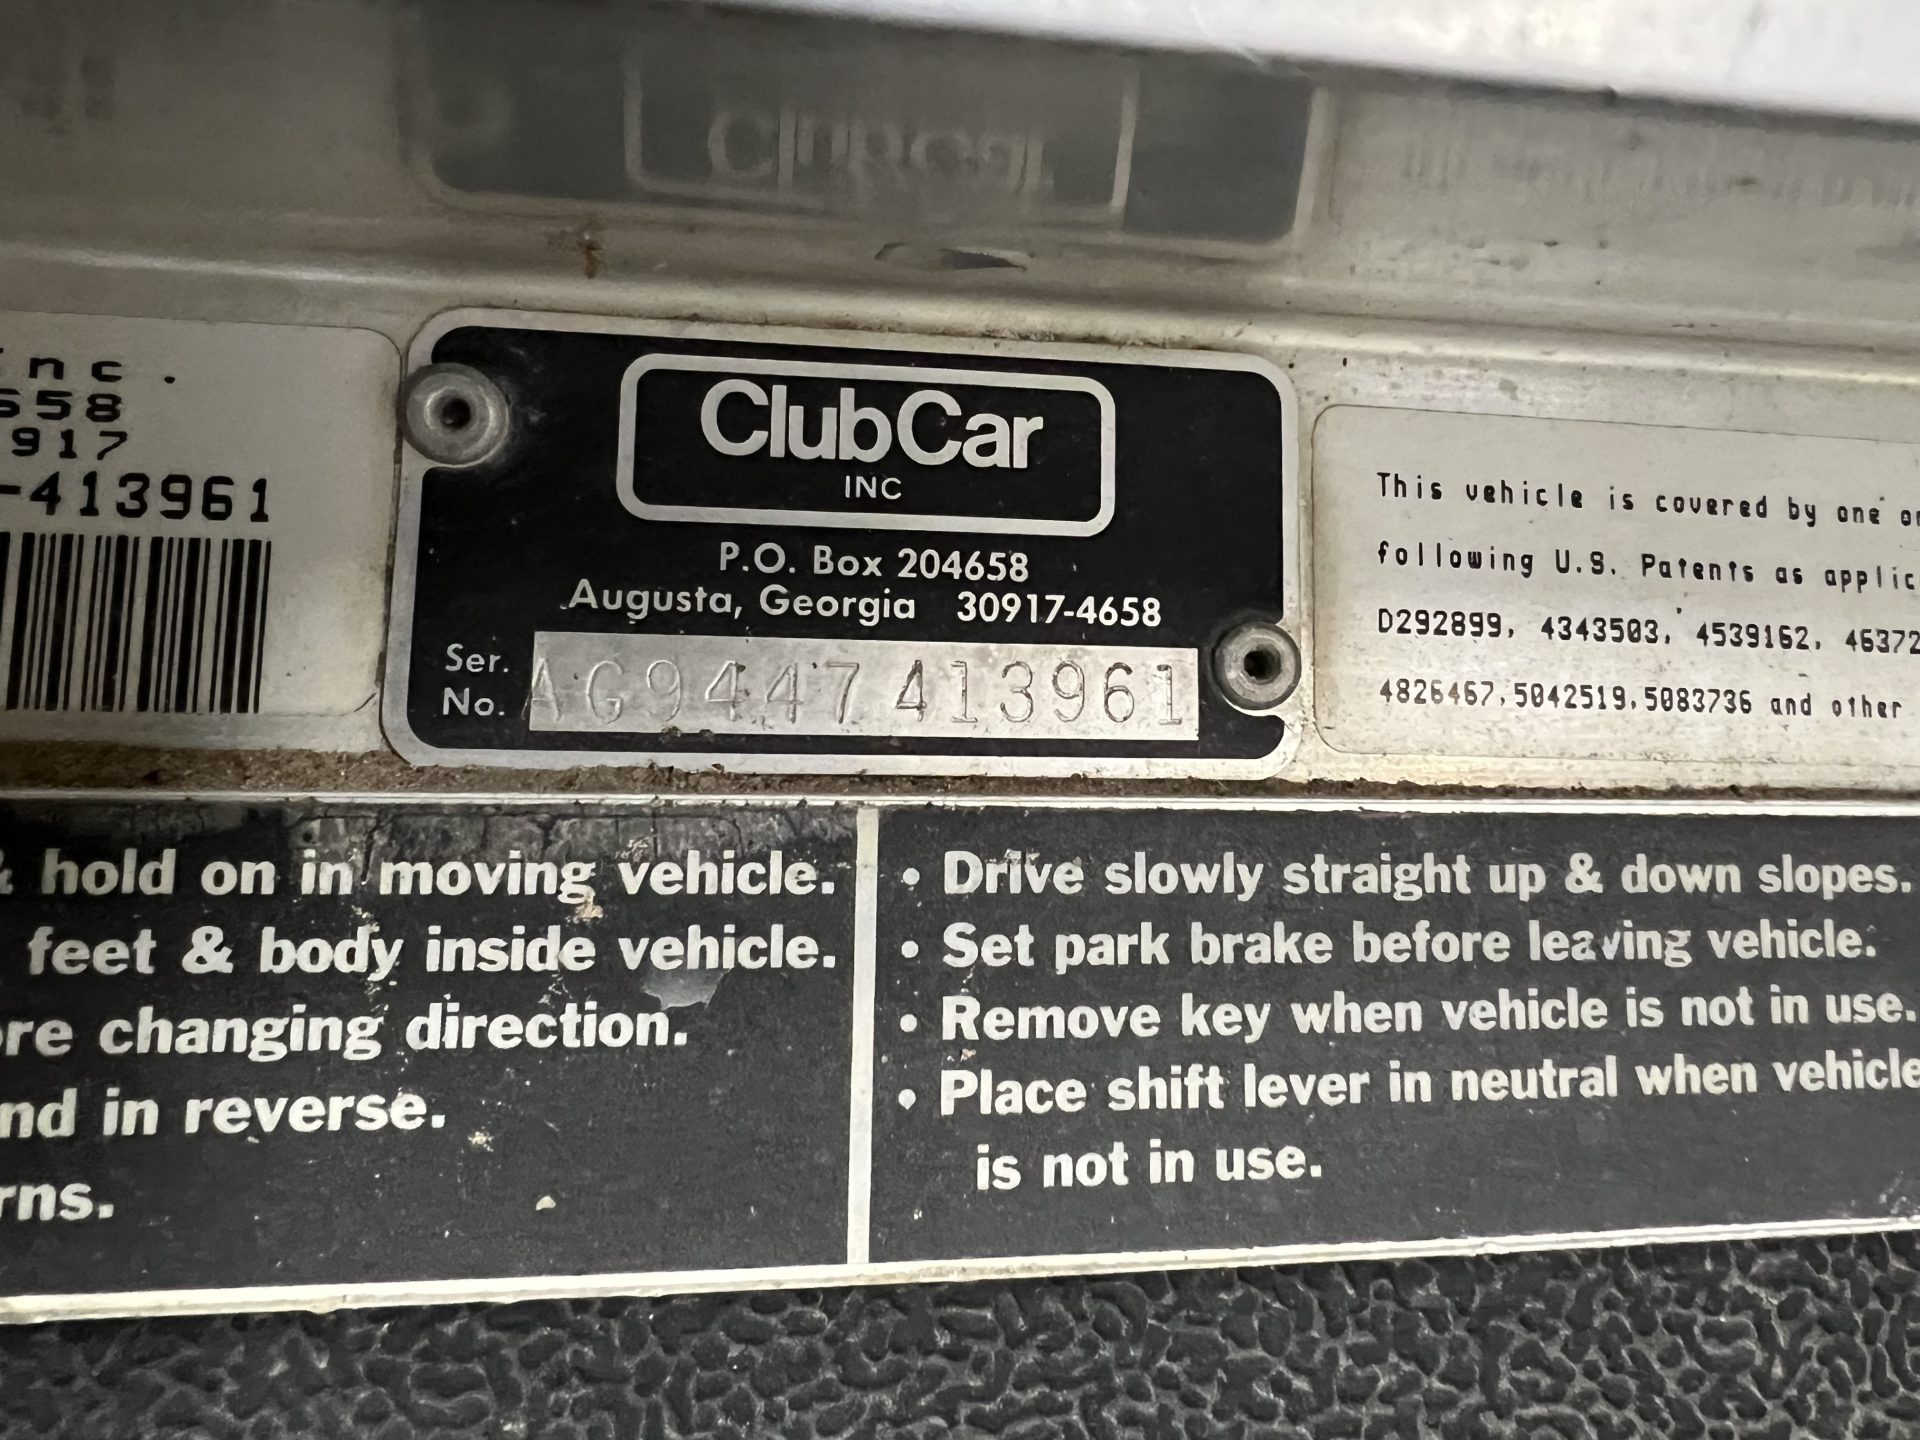 inc.
658
917
-413961
ClubCar
INC
P.O. Box 204658
Augusta, Georgia 30917-4658
Ser.
No. AG9447 413961
This vehicle is covered by one
following U.S. Patents as applic
D292899, 4343503, 4539162, 46372
4826467,5042519,5083736 and other
& hold on in moving vehicle.
feet & body inside vehicle.
re changing direction.
nd in reverse.
rns.
• Drive slowly straight up & down slopes.
• Set park brake before leaving vehicle.
• Remove key when vehicle is not in use.
• Place shift lever in neutral when vehicle
is not in use.